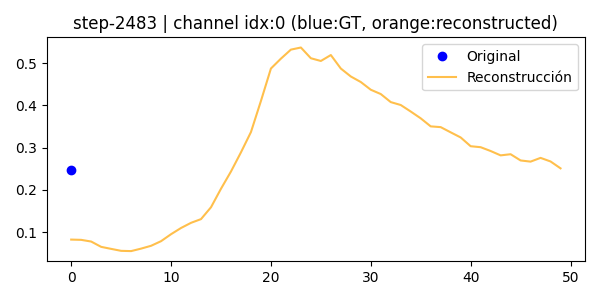 step-2483 | channel idx:0 (blue:GT, orange:reconstructed)
Original
Reconstrucción
0.5
0.4
0.3
0.2
0.1
0 10 20 30 40 50